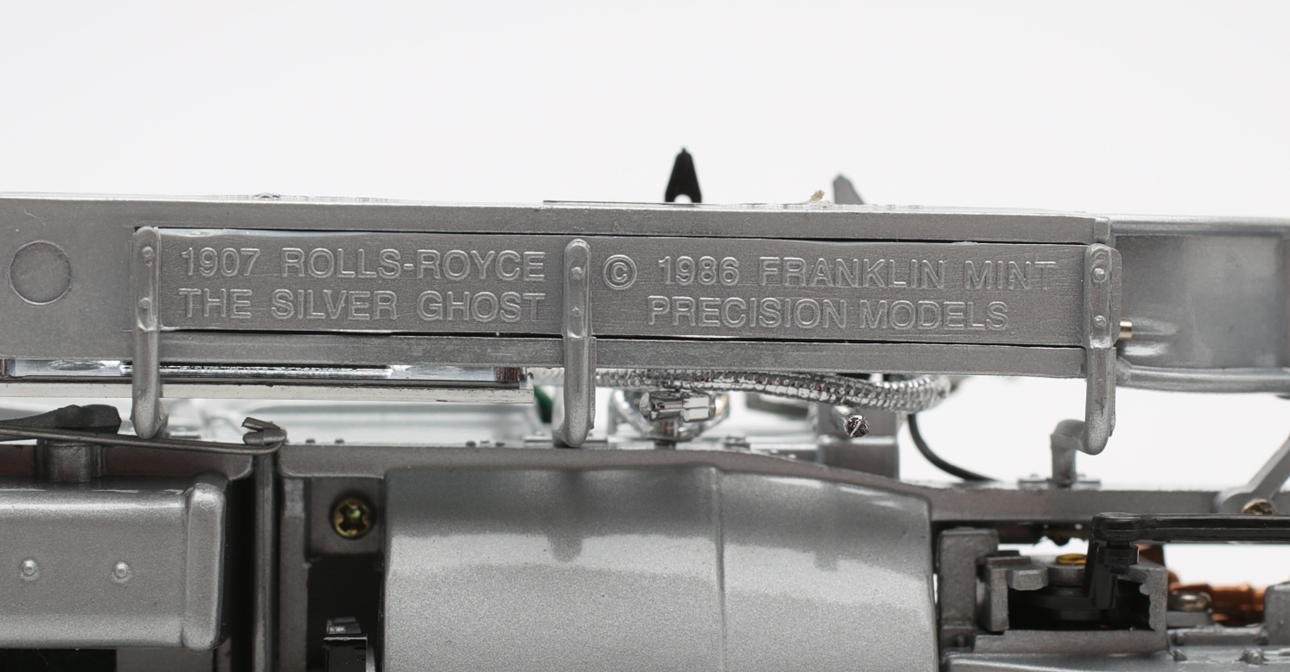 1907 ROLLS-ROYCE
THE SILVER GHOST
© 1986 FRANKLIN MINT
PRECISION MODELS